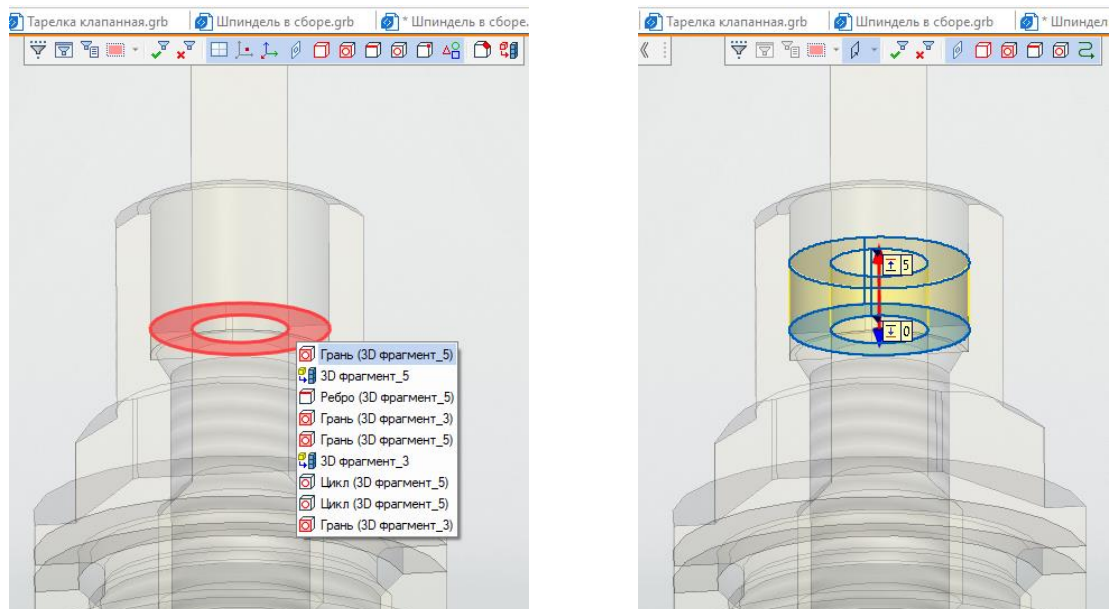 Тарелка клапанная.grb Шпиндель в сборе.grb * Шпиндель в сборе.
Грань (3D фрагмент_5)
3D фрагмент_5
Ребро (3D фрагмент_5)
Грань (3D фрагмент_3)
Грань (3D фрагмент_5)
3D фрагмент_3
Цикл (3D фрагмент_5)
Цикл (3D фрагмент_5)
Грань (3D фрагмент_3)
Тарелка клапанная.grb Шпиндель в сборе.grb * Шпиндел
5
0